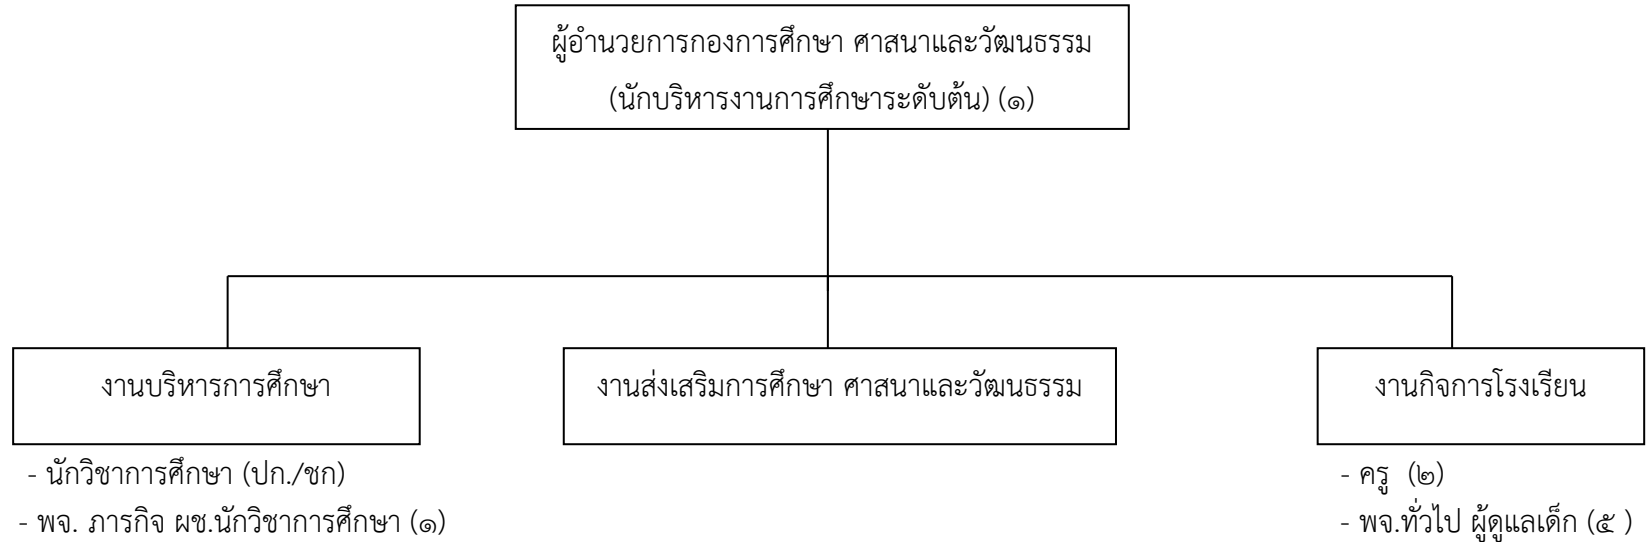 ผู้อำนวยการกองการศึกษา ศาสนาและวัฒนธรรม
(นักบริหารงานการศึกษาระดับต้น) (๑)
งานบริหารการศึกษา
- นักวิชาการศึกษา (ปก./ชก)
- พจ. ภารกิจ ผช.นักวิชาการศึกษา (๑)
งานส่งเสริมการศึกษา ศาสนาและวัฒนธรรม
งานกิจการโรงเรียน
- ครู (๒)
- พจ.ทั่วไป ผู้ดูแลเด็ก (๕ )